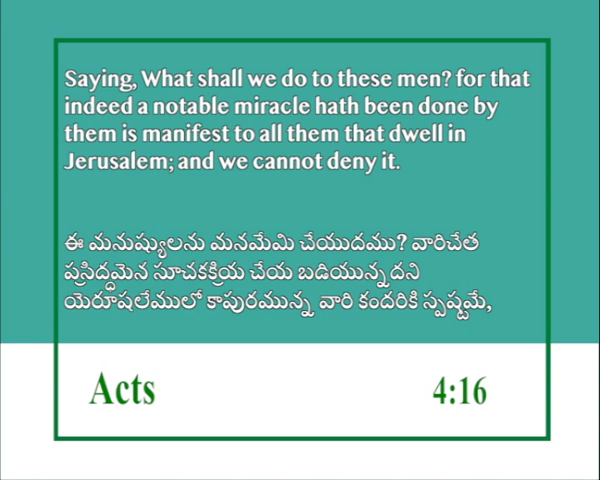 Saying, What shall we do to these men? for that
indeed a notable miracle hath been done by
them is manifest to all them that dwell in
Jerusalem; and we cannot deny it.
ఈ మనుష్యులను మనమేమి చేయుదము? వారిచేత
ప్రసిద్ధమైన సూచకక్రియ చేయ బడియున్నదని
యెరూషలేములో కాపురమున్న వారి కందరికి స్పష్టమే,
Acts 4:16